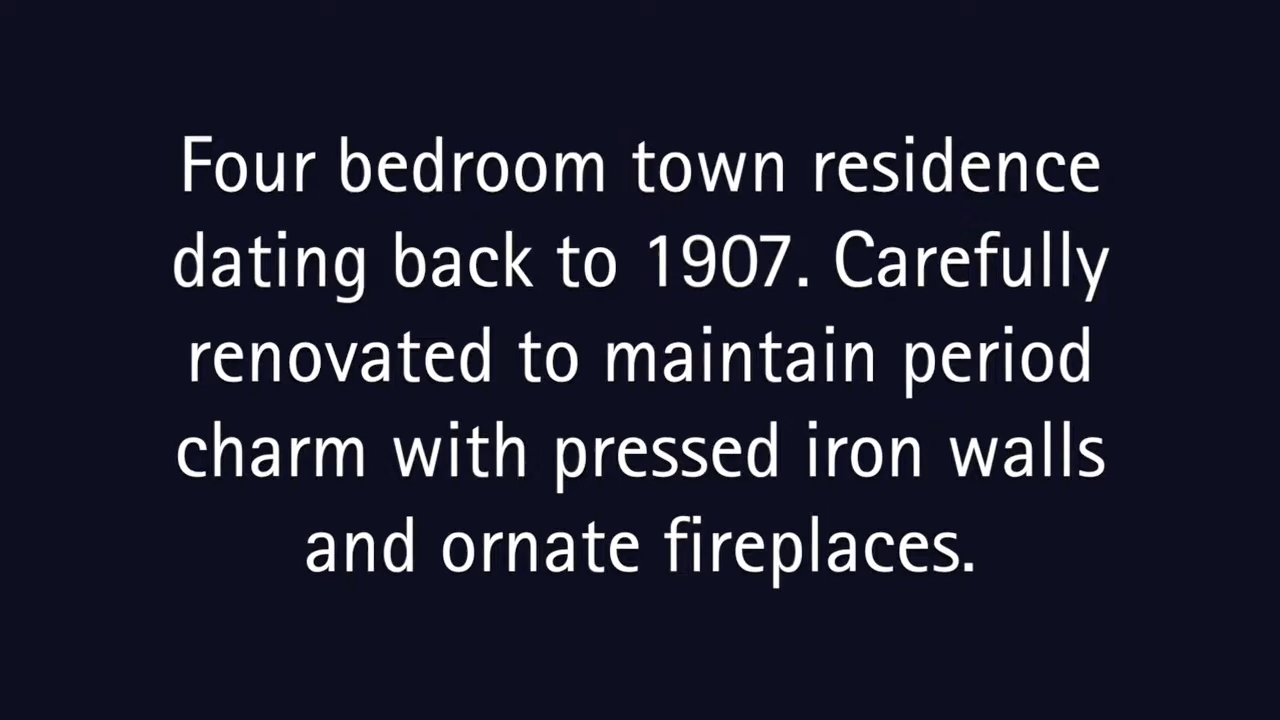 Four bedroom town residence
dating back to 1907. Carefully
renovated to maintain period
charm with pressed iron walls
and ornate fireplaces.